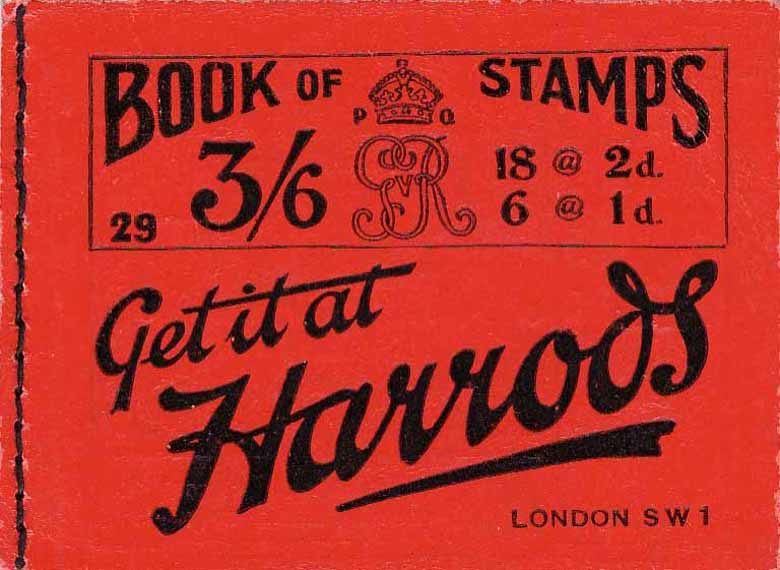 BOOK OF P O STAMPS
3/6 GvR 18 @ 2d.
29 6 @ 1d.
Get it at
Harrods
LONDON SW1